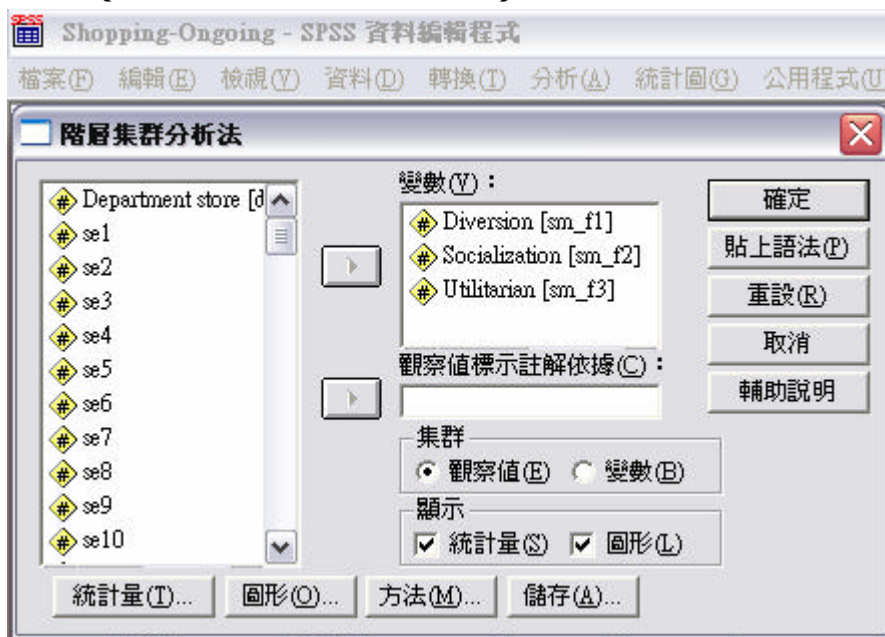 Shopping-Ongoing - SPSS 資料編輯程式
檔案(F) 編輯(E) 檢視(V) 資料(D) 轉換(T) 分析(A) 統計圖(G) 公用程式(U
階層集群分析法
Department store [d
se1
se2
se3
se4
se5
se6
se7
se8
se9
se10
變數(V)：
Diversion [sm_f1]
Socialization [sm_f2]
Utilitarian [sm_f3]
觀察值標示註解依據(C)：
集群
觀察值(E) 變數(B)
顯示
統計量(S) 圖形(L)
確定
貼上語法(P)
重設(R)
取消
輔助說明
統計量(T)... 圖形(O)... 方法(M)... 儲存(A)...